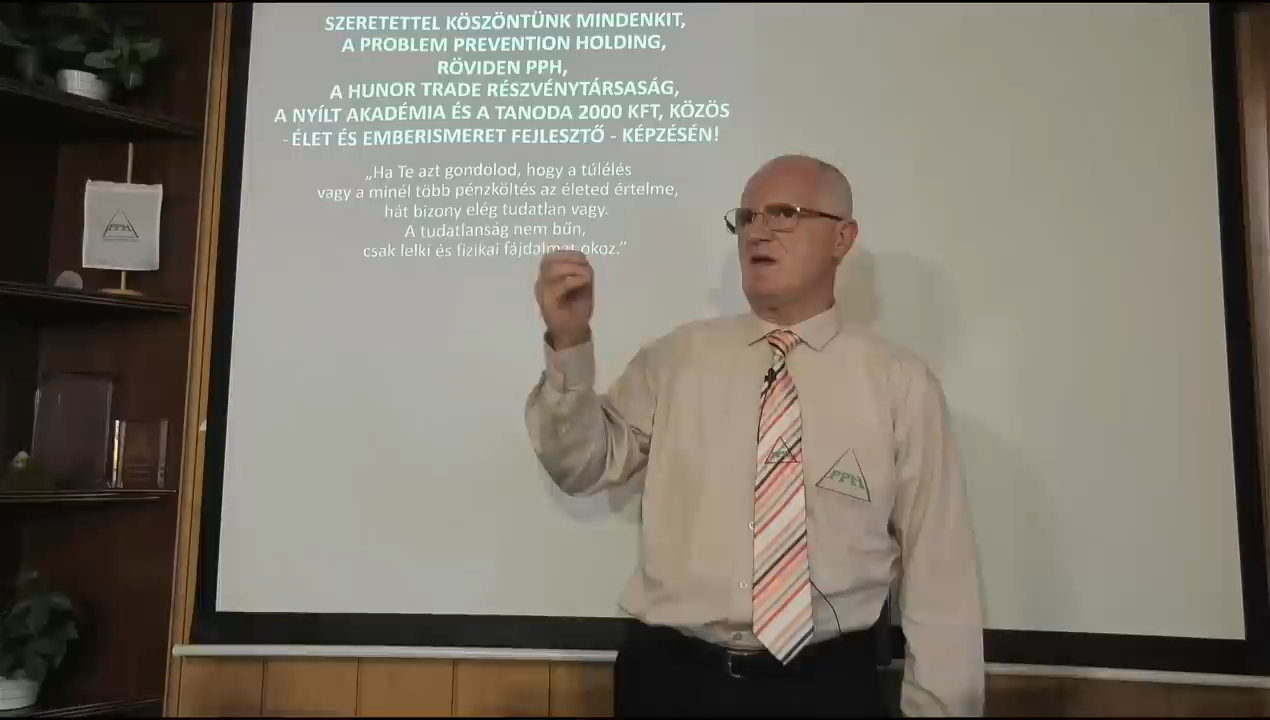 SZERETETTEL KÖSZÖNTÜNK MINDENKIT,
A PROBLEM PREVENTION HOLDING,
RÖVIDEN PPH,
A HUNOR TRADE RÉSZVÉNYTÁRSASÁG,
A NYÍLT AKADÉMIA ÉS A TANODA 2000 KFT, KÖZÖS
- ÉLET ÉS EMBERISMERET FEJLESZTŐ - KÉPZÉSÉN!
„Ha Te azt gondolod, hogy a túlélés
vagy a minél több pénzköltés az életed értelme,
hát bizony elég tudatlan vagy.
A tudatlanság nem bűn,
csak lelki és fizikai fájdalmat okoz.”
PPH
PPH
PPH